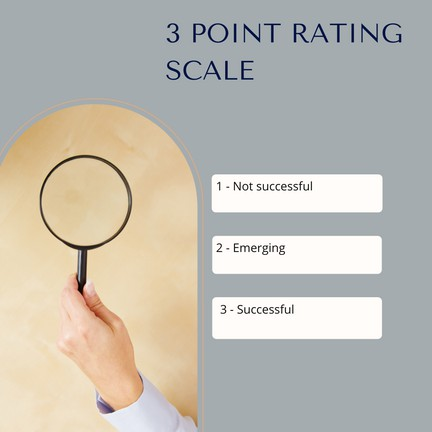 3 POINT RATING
SCALE
1 - Not successful
2 - Emerging
3 - Successful